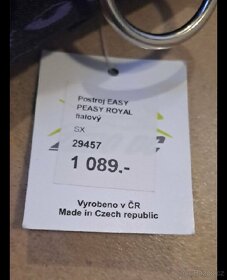 Postroj EASY
PEASY ROYAL
fialový
SX
29457
1 089.-
Vyrobeno v ČR
Made in Czech republic